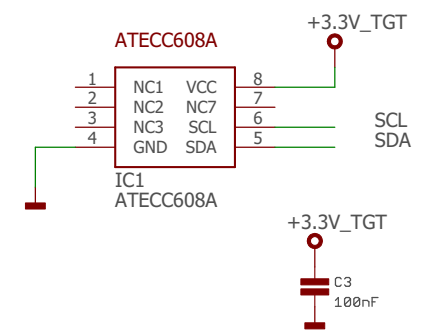 +3.3V_TGT
ATECC608A
1 NC1 VCC 8
2 NC2 NC7 7
3 NC3 SCL 6 SCL
4 GND SDA 5 SDA
IC1
ATECC608A
+3.3V_TGT
C3
100nF